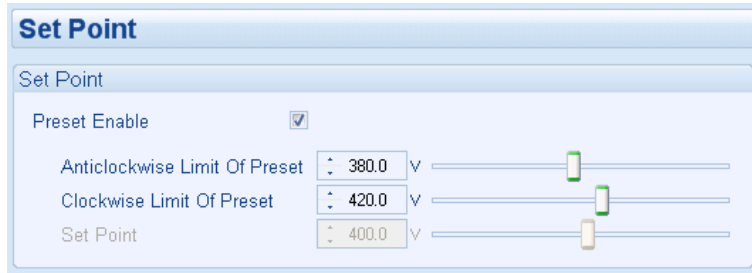 Set Point
Set Point
Preset Enable
Anticlockwise Limit Of Preset 380.0 V
Clockwise Limit Of Preset 420.0 V
Set Point 400.0 V